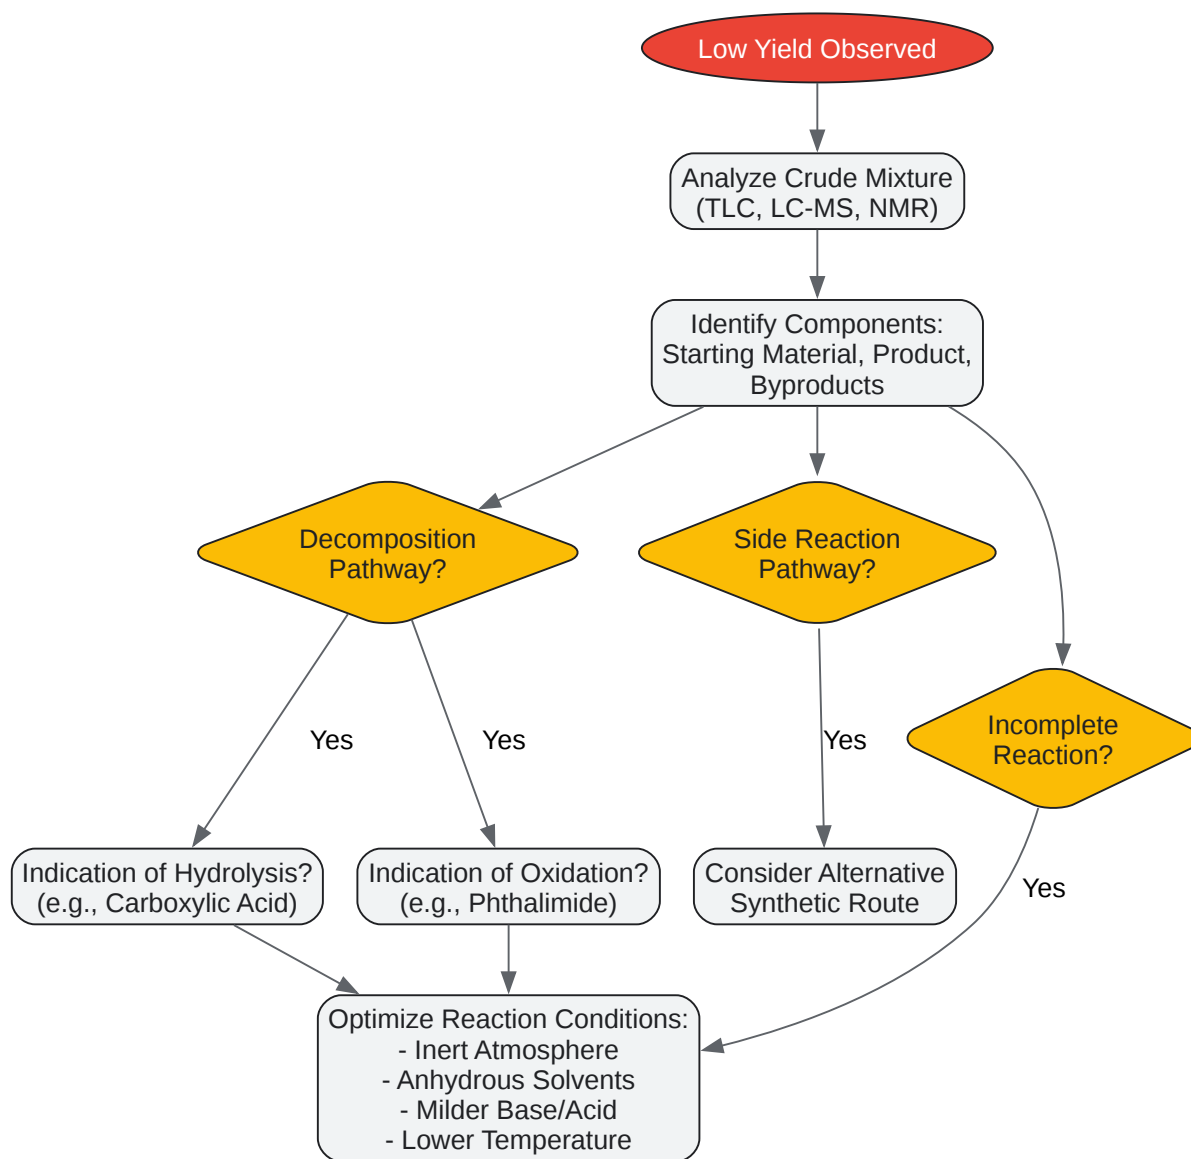 Low Yield Observed
Analyze Crude Mixture
(TLC, LC-MS, NMR)
Identify Components:
Starting Material, Product,
Byproducts
Decomposition
Pathway?
Side Reaction
Pathway?
Incomplete
Reaction?
Yes
Yes
Yes
Yes
Indication of Hydrolysis?
(e.g., Carboxylic Acid)
Indication of Oxidation?
(e.g., Phthalimide)
Consider Alternative
Synthetic Route
Optimize Reaction Conditions:
- Inert Atmosphere
- Anhydrous Solvents
- Milder Base/Acid
- Lower Temperature